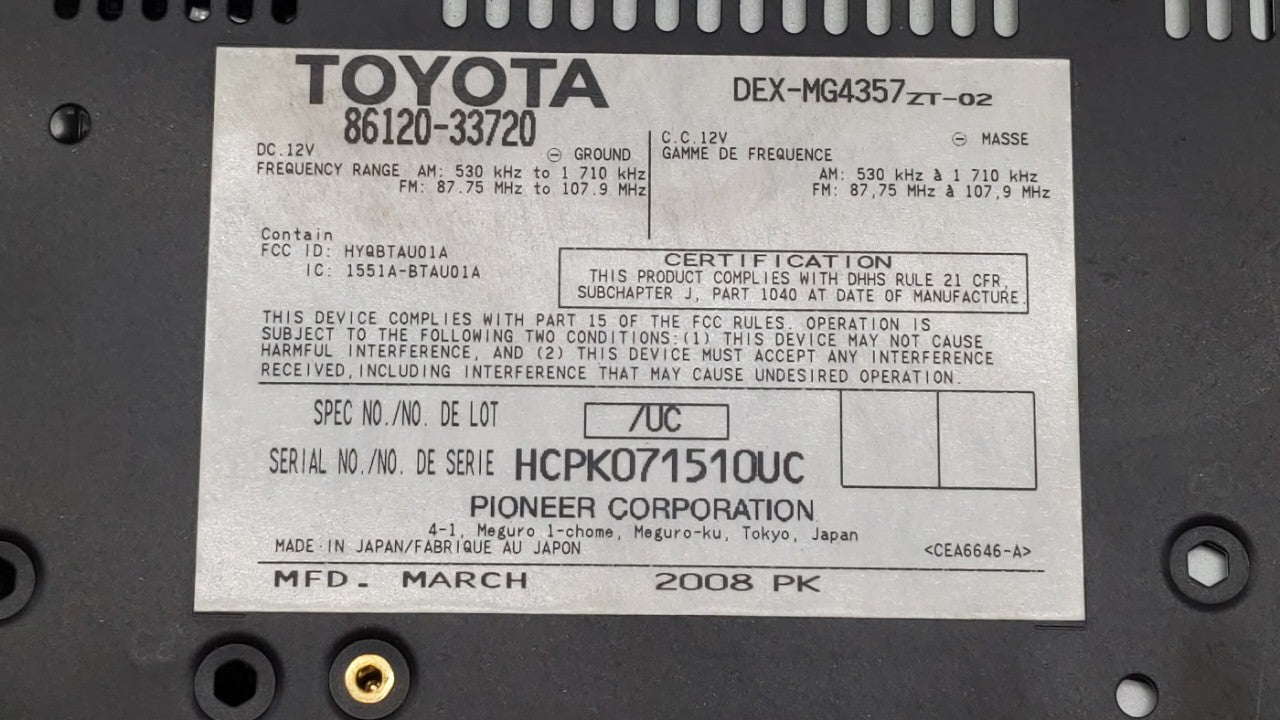 TOYOTA
86120-33720
DEX-MG4357 ZT-02
DC.12V
⊖ GROUND
FREQUENCY RANGE AM: 530 kHz to 1 710 kHz
FM: 87.75 MHz to 107.9 MHz
C.C.12V
⊖ MASSE
GAMME DE FREQUENCE
AM: 530 kHz à 1 710 kHz
FM: 87,75 MHz à 107,9 MHz
Contain
FCC ID: HYQBTAU01A
IC: 1551A-BTAU01A
CERTIFICATION
THIS PRODUCT COMPLIES WITH DHHS RULE 21 CFR,
SUBCHAPTER J, PART 1040 AT DATE OF MANUFACTURE.
THIS DEVICE COMPLIES WITH PART 15 OF THE FCC RULES. OPERATION IS
SUBJECT TO THE FOLLOWING TWO CONDITIONS:(1) THIS DEVICE MAY NOT CAUSE
HARMFUL INTERFERENCE, AND (2) THIS DEVICE MUST ACCEPT ANY INTERFERENCE
RECEIVED, INCLUDING INTERFERENCE THAT MAY CAUSE UNDESIRED OPERATION.
SPEC NO./NO. DE LOT /UC
SERIAL NO./NO. DE SERIE HCPK071510UC
PIONEER CORPORATION
4-1, Meguro 1-chome, Meguro-ku, Tokyo, Japan
MADE IN JAPAN/FABRIQUE AU JAPON
<CEA6646-A>
MFD. MARCH 2008 PK